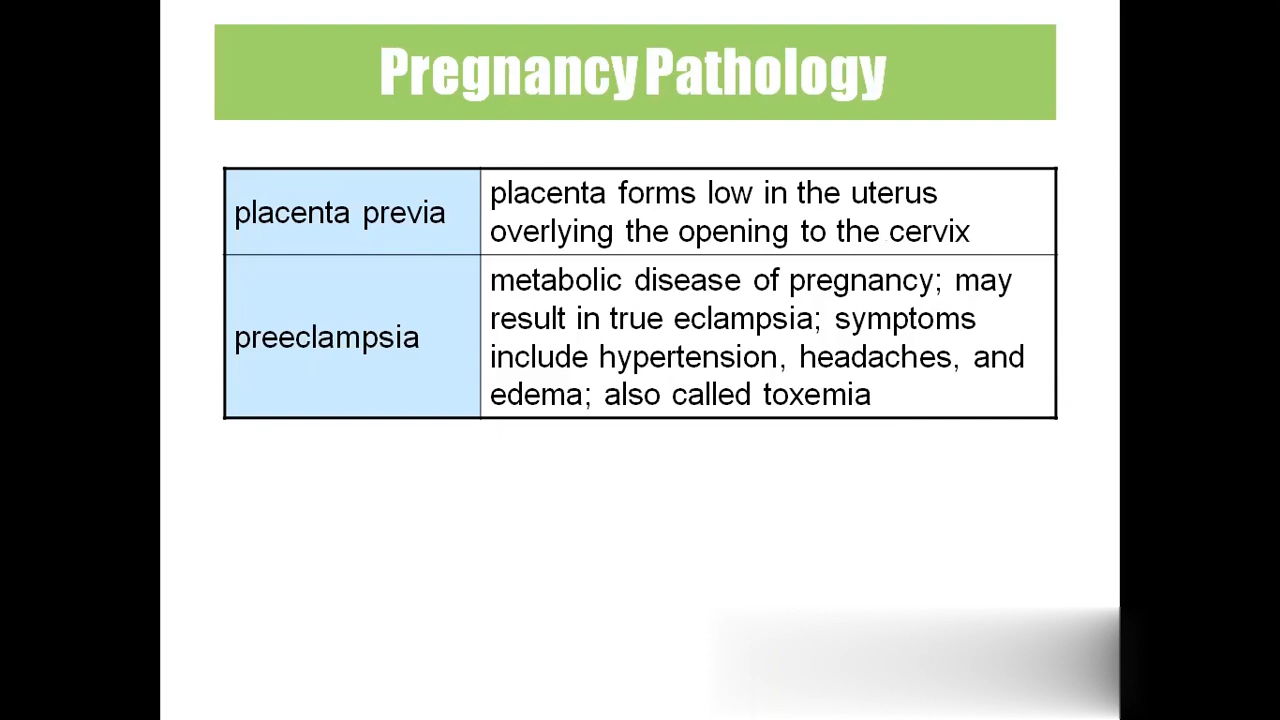 Pregnancy Pathology
placenta previa
placenta forms low in the uterus
overlying the opening to the cervix
preeclampsia
metabolic disease of pregnancy; may
result in true eclampsia; symptoms
include hypertension, headaches, and
edema; also called toxemia